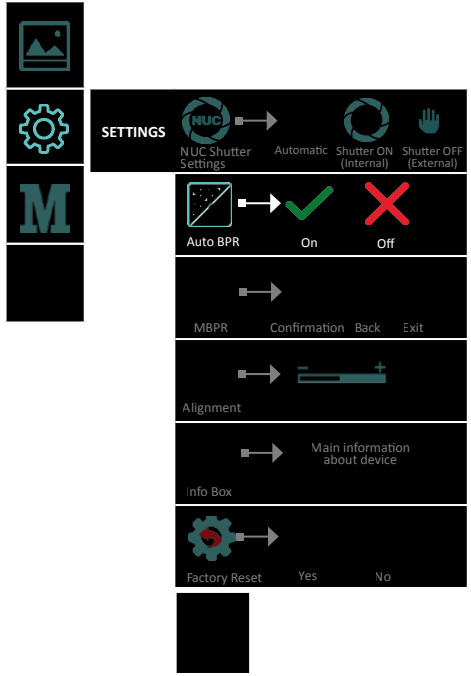 SETTINGS
NUC
NUC Shutter
Settings
Automatic
Shutter ON
(Internal)
Shutter OFF
(External)
Auto BPR
On
Off
MBPR
Confirmation
Back
Exit
Alignment
- +
Info Box
Main information
about device
Factory Reset
Yes
No
M